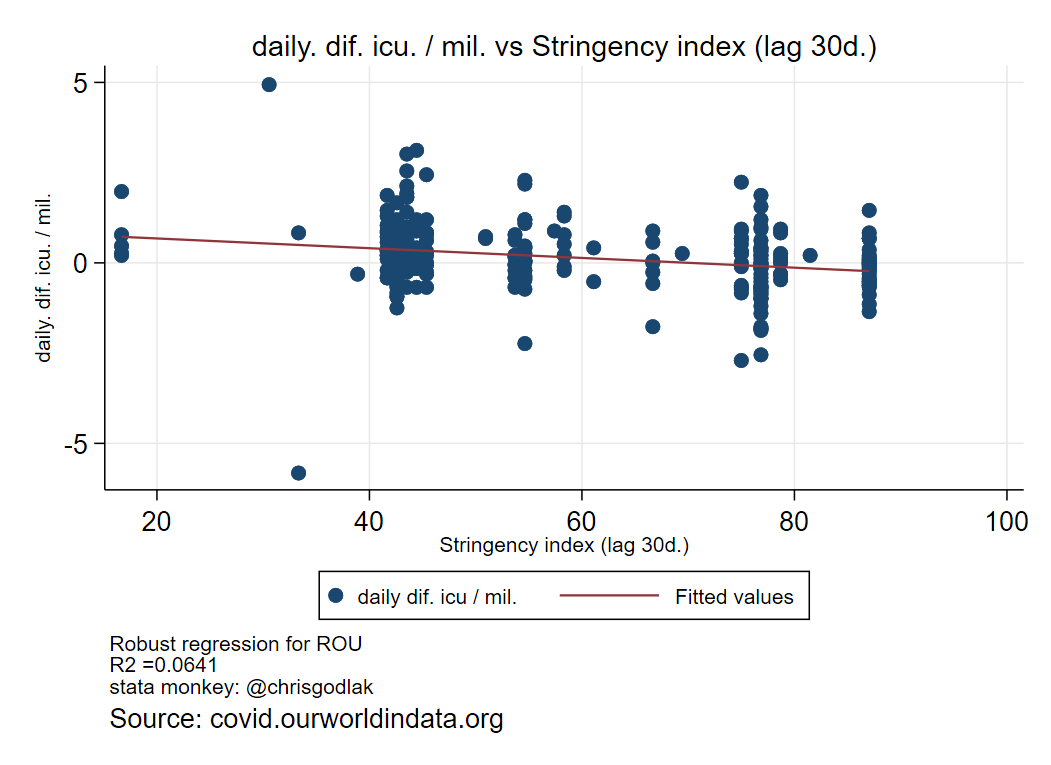 daily. dif. icu. / mil. vs Stringency index (lag 30d.)
daily. dif. icu. / mil.
5
0
-5
20 40 60 80 100
Stringency index (lag 30d.)
daily dif. icu / mil. Fitted values
Robust regression for ROU
R2 =0.0641
stata monkey: @chrisgodlak
Source: covid.ourworldindata.org